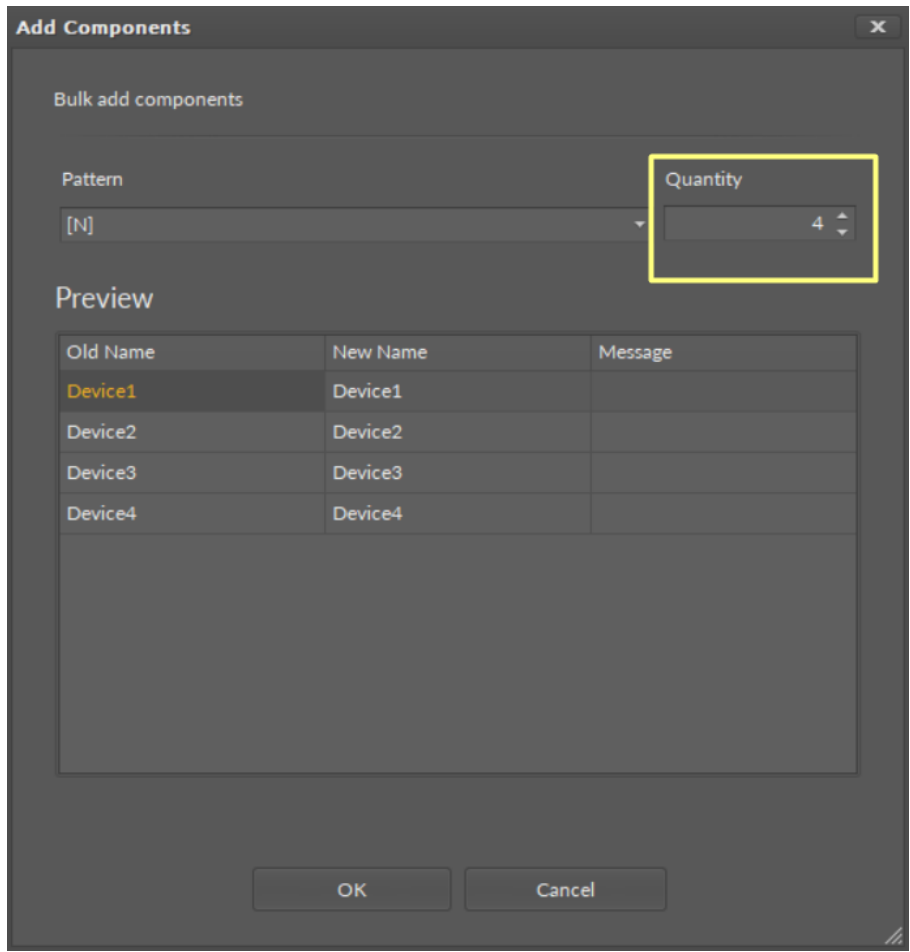 Add Components
Bulk add components
Pattern Quantity
[N] 4
Preview
Old Name New Name Message
Device1 Device1
Device2 Device2
Device3 Device3
Device4 Device4
OK Cancel